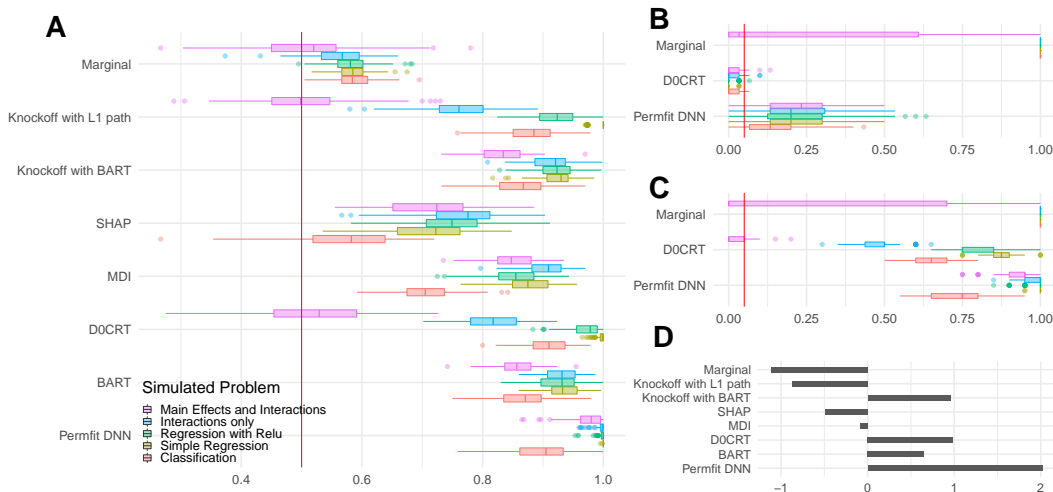 A
Marginal
Knockoff with L1 path
Knockoff with BART
SHAP
MDI
D0CRT
BART
Permfit DNN
Simulated Problem
Main Effects and Interactions
Interactions only
Regression with Relu
Simple Regression
Classification
0.4 0.6 0.8 1.0
B
Marginal
D0CRT
Permfit DNN
0.00 0.25 0.50 0.75 1.00
C
Marginal
D0CRT
Permfit DNN
0.00 0.25 0.50 0.75 1.00
D
Marginal
Knockoff with L1 path
Knockoff with BART
SHAP
MDI
D0CRT
BART
Permfit DNN
−1 0 1 2